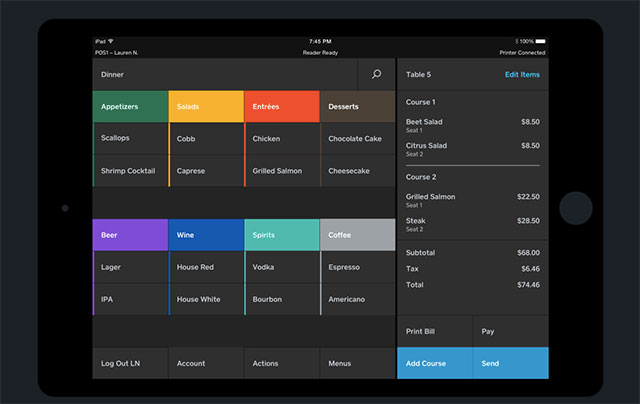 iPad 7:45 PM 100%
POS1 – Lauren N. Reader Ready Printer Connected
Dinner
Appetizers Salads Entrées Desserts
Scallops Cobb Chicken Chocolate Cake
Shrimp Cocktail Caprese Grilled Salmon Cheesecake
Beer Wine Spirits Coffee
Lager House Red Vodka Espresso
IPA House White Bourbon Americano
Log Out LN Account Actions Menus
Table 5 Edit Items
Course 1
Beet Salad $8.50
Seat 1
Citrus Salad $8.50
Seat 2
Course 2
Grilled Salmon $22.50
Seat 1
Steak $28.50
Seat 2
Subtotal $68.00
Tax $6.46
Total $74.46
Print Bill Pay
Add Course Send